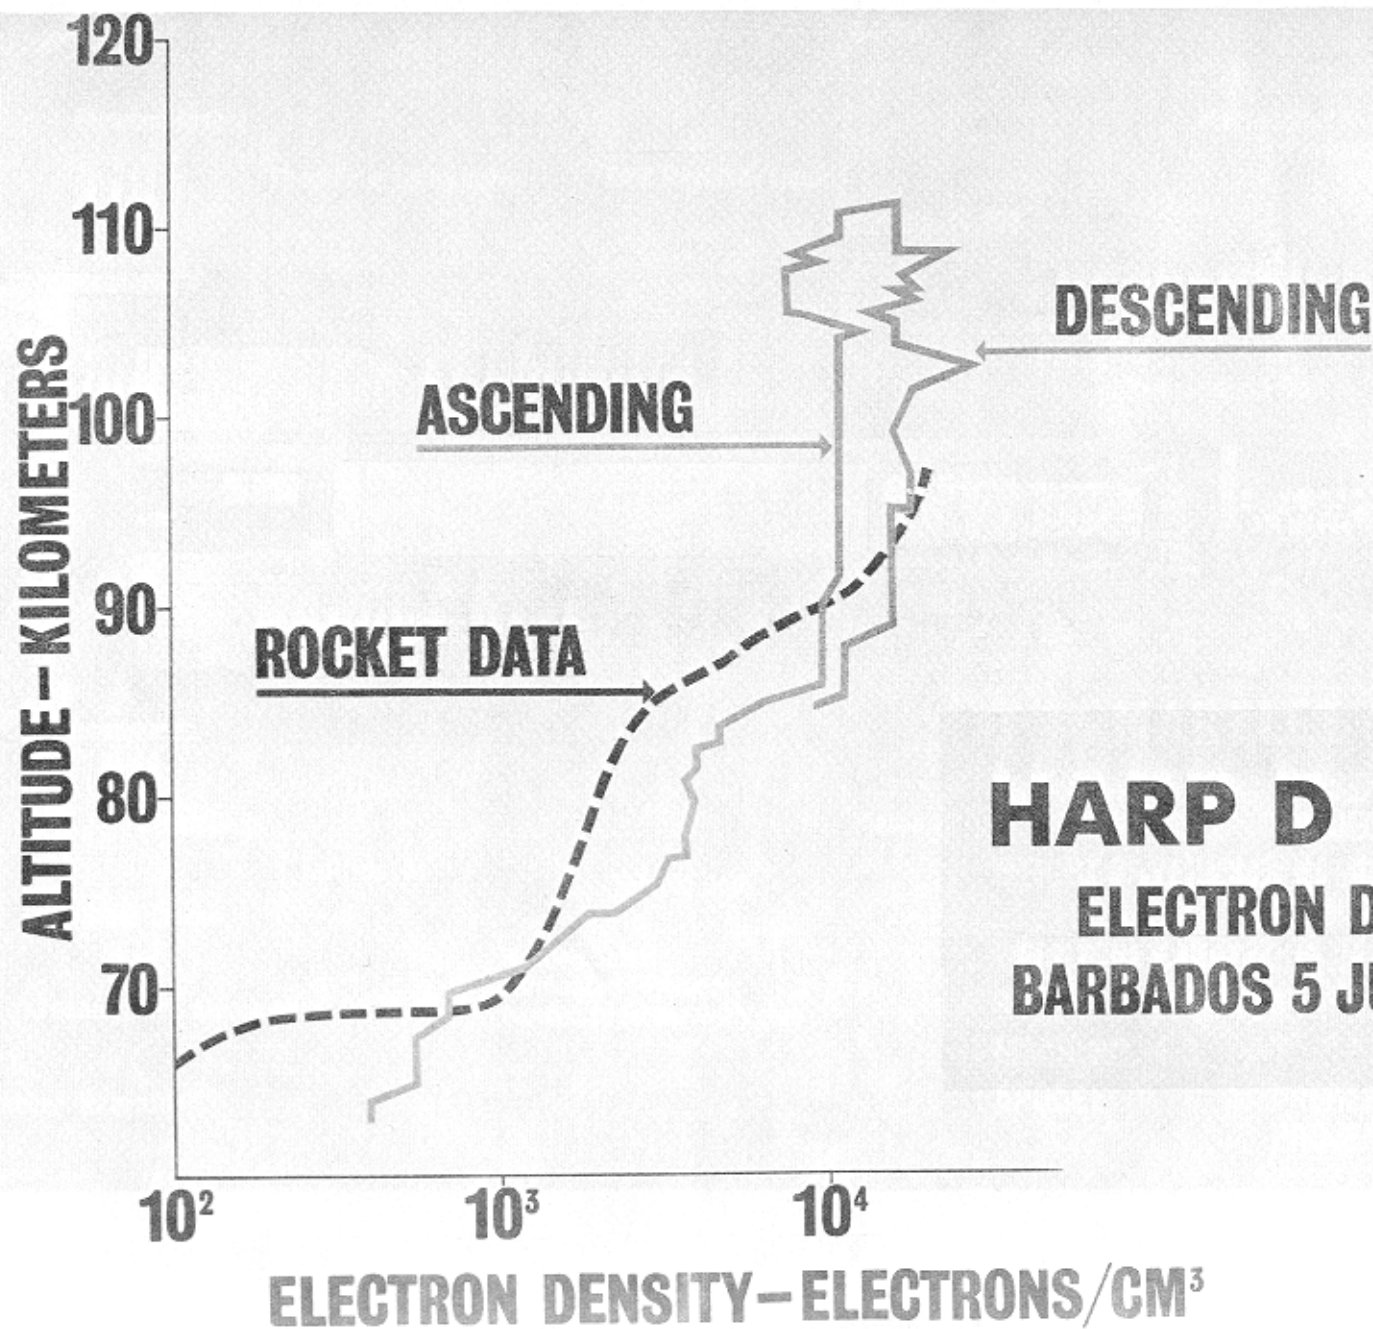 120
110
100
90
80
70
ALTITUDE—KILOMETERS
DESCENDING
ASCENDING
ROCKET DATA
HARP D
ELECTRON D
BARBADOS 5 JU
10² 10³ 10⁴
ELECTRON DENSITY—ELECTRONS/CM³